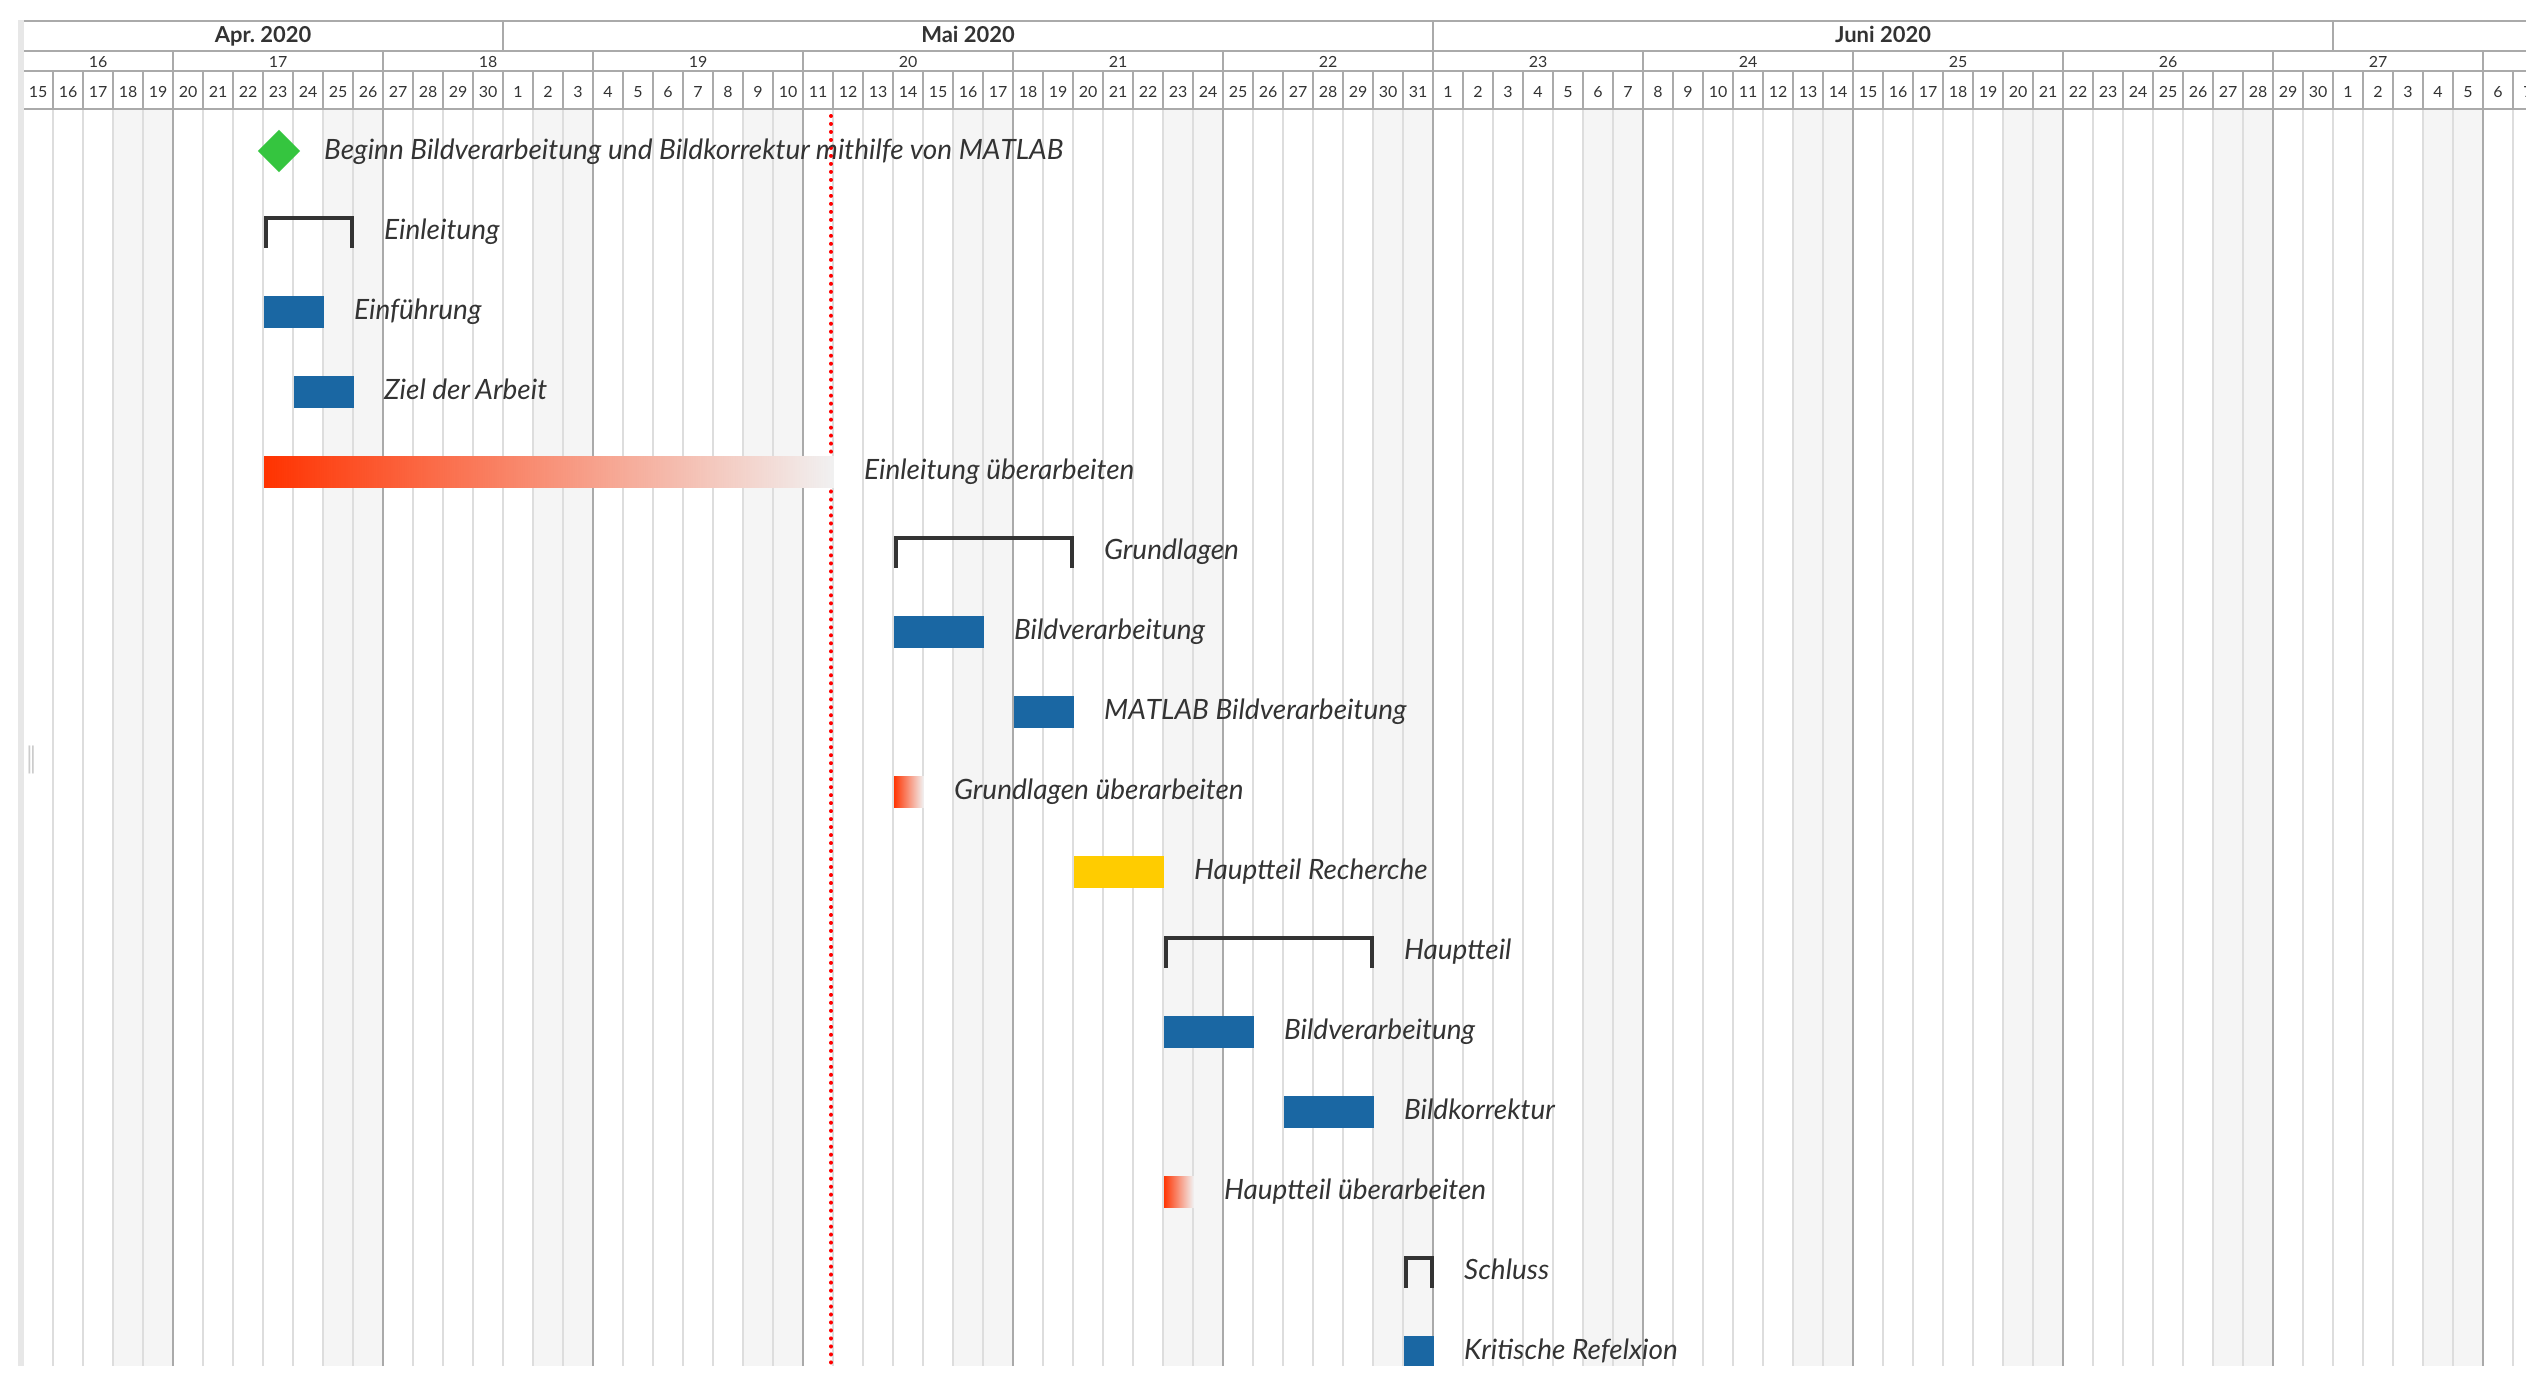 Apr. 2020 Mai 2020 Juni 2020
16 17 18 19 20 21 22 23 24 25 26 27
15 16 17 18 19 20 21 22 23 24 25 26 27 28 29 30 1 2 3 4 5 6 7 8 9 10 11 12 13 14 15 16 17 18 19 20 21 22 23 24 25 26 27 28 29 30 31 1 2 3 4 5 6 7 8 9 10 11 12 13 14 15 16 17 18 19 20 21 22 23 24 25 26 27 28 29 30 1 2 3 4 5 6
Beginn Bildverarbeitung und Bildkorrektur mithilfe von MATLAB
Einleitung
Einführung
Ziel der Arbeit
Einleitung überarbeiten
Grundlagen
Bildverarbeitung
MATLAB Bildverarbeitung
Grundlagen überarbeiten
Hauptteil Recherche
Hauptteil
Bildverarbeitung
Bildkorrektur
Hauptteil überarbeiten
Schluss
Kritische Refelxion